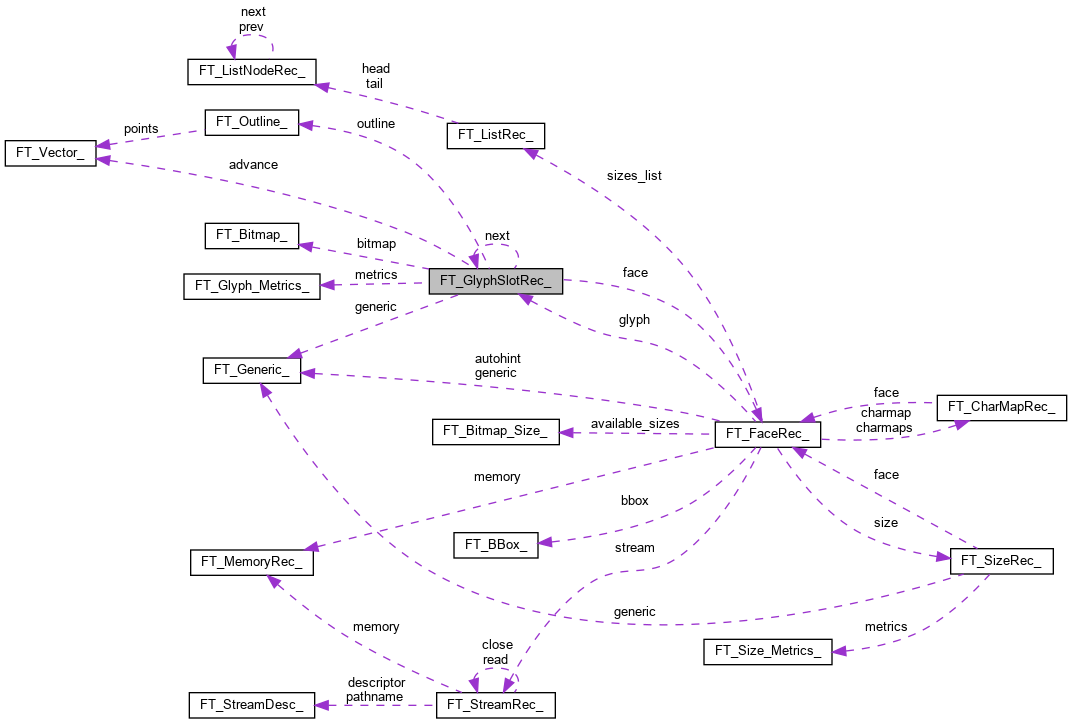 next
prev
FT_ListNodeRec_
head
tail
FT_Outline_
outline
points
FT_ListRec_
FT_Vector_
advance
sizes_list
FT_Bitmap_
bitmap
next
FT_GlyphSlotRec_
face
metrics
FT_Glyph_Metrics_
generic
glyph
FT_Generic_
autohint
generic
face
FT_CharMapRec_
charmap
charmaps
available_sizes
FT_Bitmap_Size_
FT_FaceRec_
memory
face
bbox
size
FT_BBox_
stream
FT_MemoryRec_
FT_SizeRec_
generic
memory
metrics
close
read
FT_Size_Metrics_
descriptor
pathname
FT_StreamDesc_
FT_StreamRec_